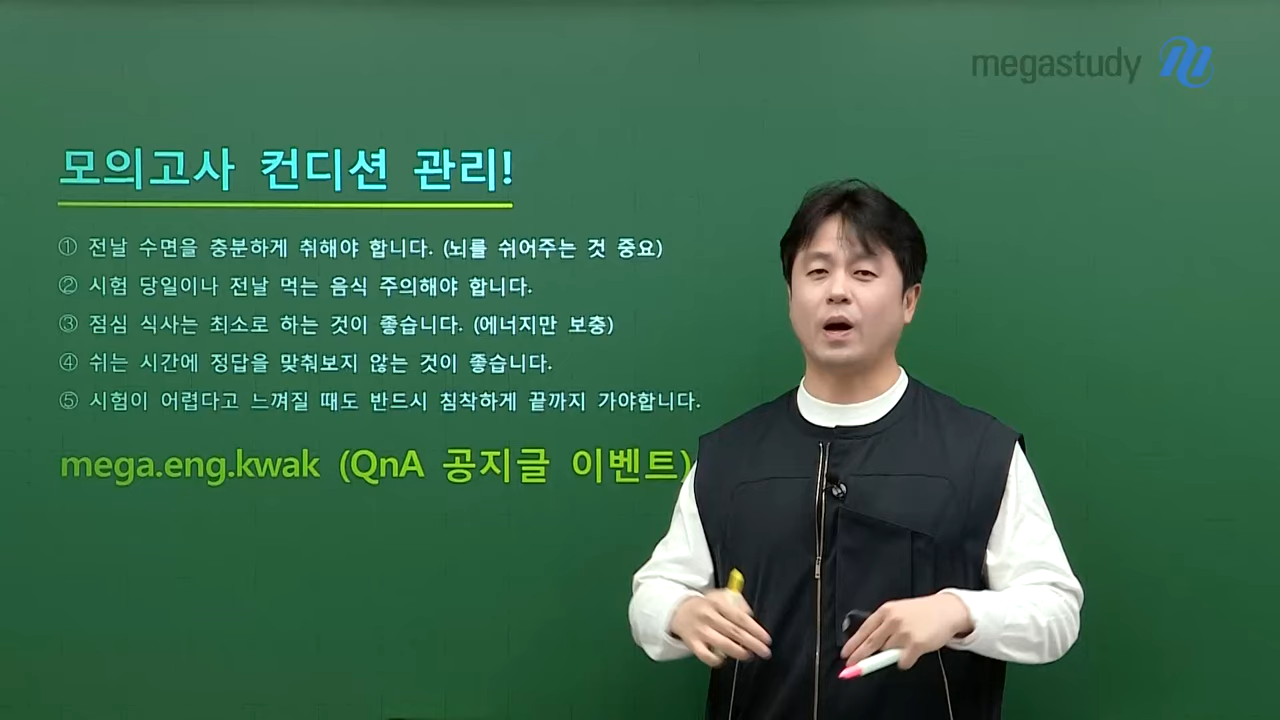 megastudy
모의고사 컨디션 관리!
① 전날 수면을 충분하게 취해야 합니다. (뇌를 쉬어주는 것 중요)
② 시험 당일이나 전날 먹는 음식 주의해야 합니다.
③ 점심 식사는 최소로 하는 것이 좋습니다. (에너지만 보충)
④ 쉬는 시간에 정답을 맞춰보지 않는 것이 좋습니다.
⑤ 시험이 어렵다고 느껴질 때도 반드시 침착하게 끝까지 가야합니다.
mega.eng.kwak (QnA 공지글 이벤트)